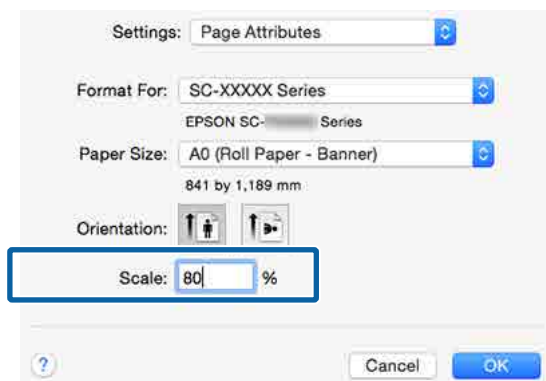 Settings: Page Attributes
Format For: SC-XXXXX Series
EPSON SC- Series
Paper Size: A0 (Roll Paper - Banner)
841 by 1,189 mm
Orientation:
Scale: 80 %
? Cancel OK